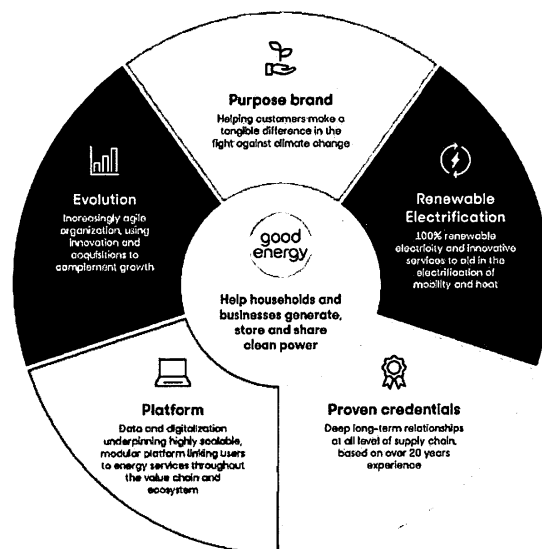 Purpose brand
Helping customers make a
tangible difference in the
fight against climate change
Evolution
Increasingly agile
organization, using
innovation and
acquisitions to
complement growth
Renewable
Electrification
100% renewable
electricity and innovative
services to aid in the
electrification of
mobility and heat
good
energy
Help households and
businesses generate,
store and share
clean power
Platform
Data and digitalization
underpinning highly scalable,
modular platform linking users
to energy services throughout
the value chain and
ecosystem
Proven credentials
Deep long-term relationships
at all level of supply chain,
based on over 20 years
experience